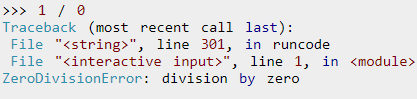 >>> 1 / 0
Traceback (most recent call last):
 File "<string>", line 301, in runcode
 File "<interactive input>", line 1, in <module>
ZeroDivisionError: division by zero